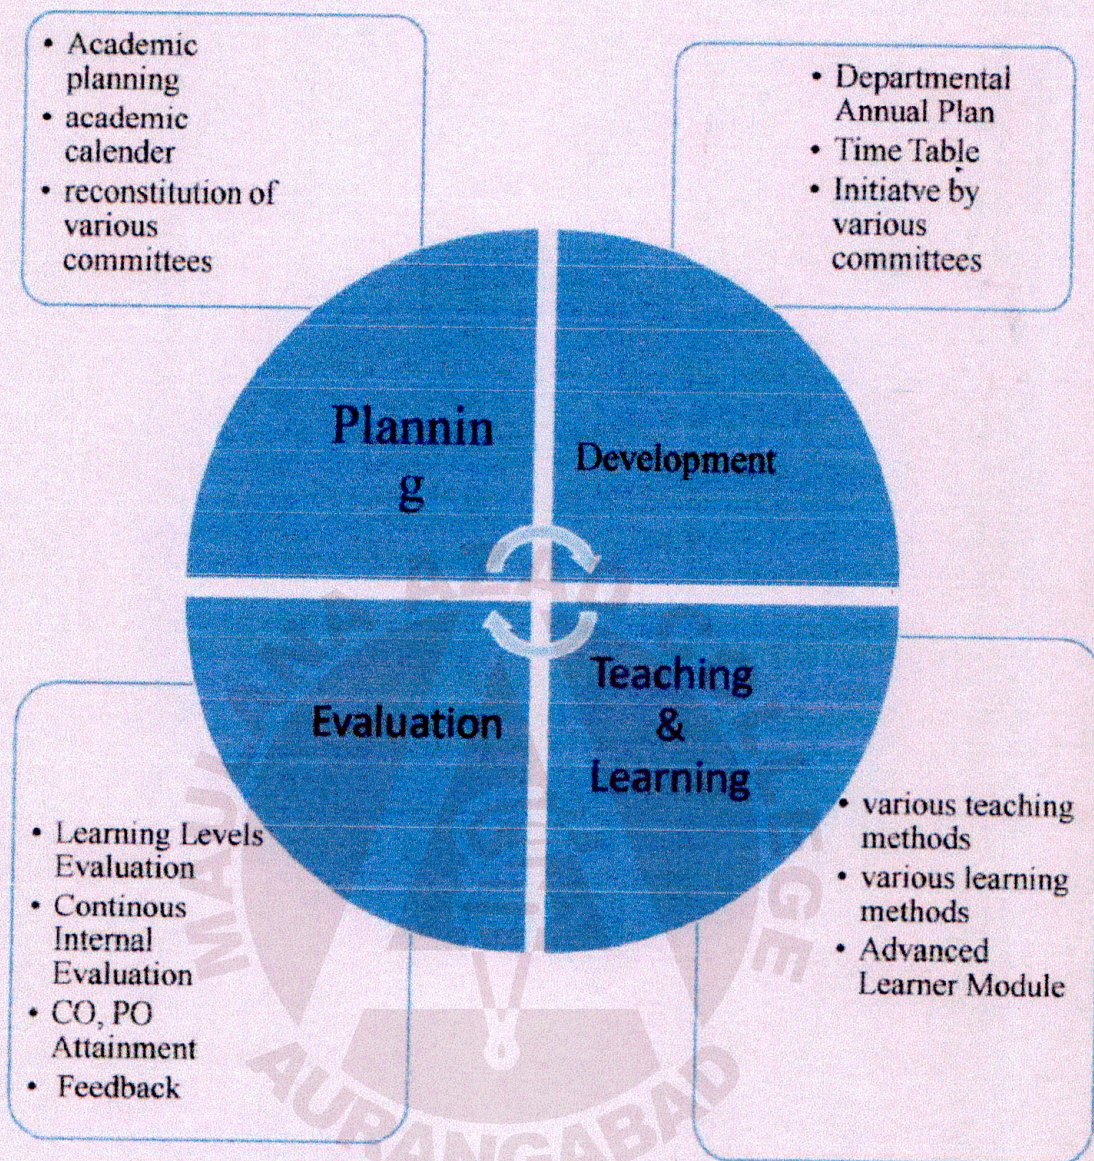 • Academic
planning
• academic
calender
• reconstitution of
various
committees
• Departmental
Annual Plan
• Time Table
• Initiatve by
various
committees
Plannin
g
Development
Evaluation
Teaching
&
Learning
• Learning Levels
Evaluation
• Continous
Internal
Evaluation
• CO, PO
Attainment
• Feedback
• various teaching
methods
• various learning
methods
• Advanced
Learner Module
AURANGABAD